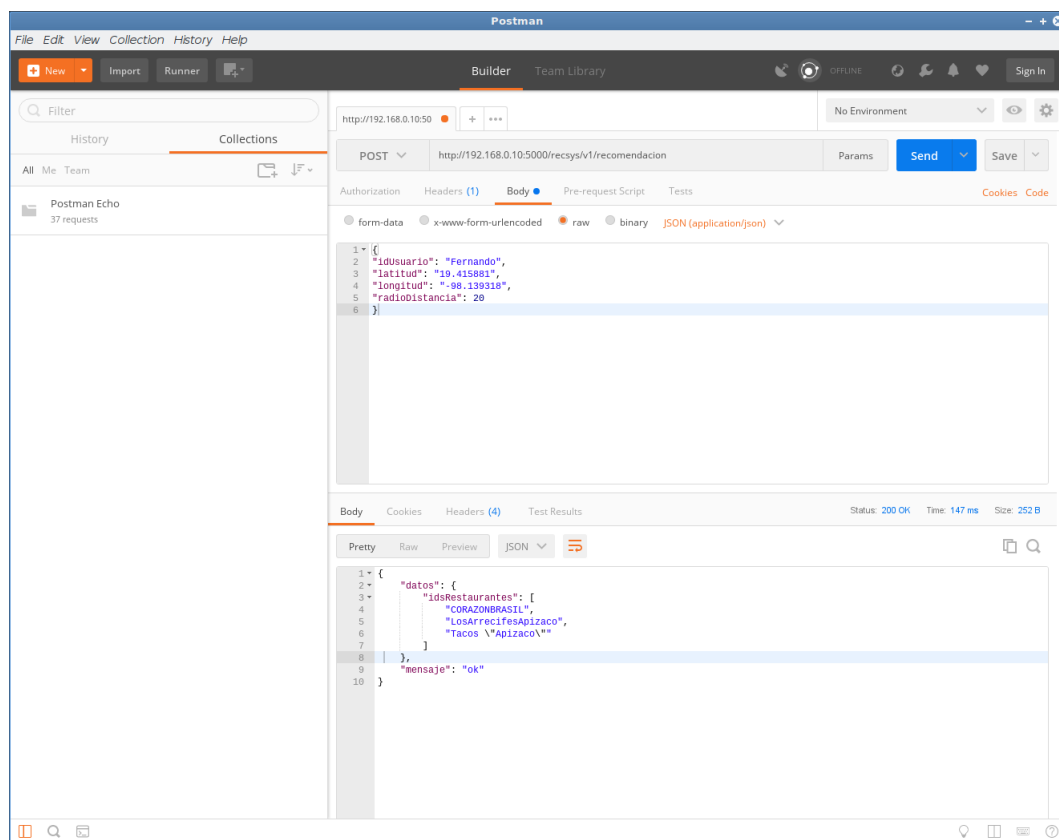 Postman
File Edit View Collection History Help
New Import Runner Builder Team Library OFFLINE Sign In
Filter
History Collections
All Me Team
Postman Echo
37 requests
http://192.168.0.10:50 + •••
No Environment
POST http://192.168.0.10:5000/recsys/v1/recomendacion Params Send Save
Authorization Headers (1) Body Pre-request Script Tests Cookies Code
form-data x-www-form-urlencoded raw binary JSON (application/json)
1 {
2 "idUsuario": "Fernando",
3 "latitud": "19.415881",
4 "longitud": "-98.139318",
5 "radioDistancia": 20
6 }
Body Cookies Headers (4) Test Results Status: 200 OK Time: 147 ms Size: 252 B
Pretty Raw Preview JSON
1 {
2 "datos": {
3 "idsRestaurantes": [
4 "CORAZONBRASIL",
5 "LosArrecifesApizaco",
6 "Tacos \"Apizaco\""
7 ]
8 },
9 "mensaje": "ok"
10 }